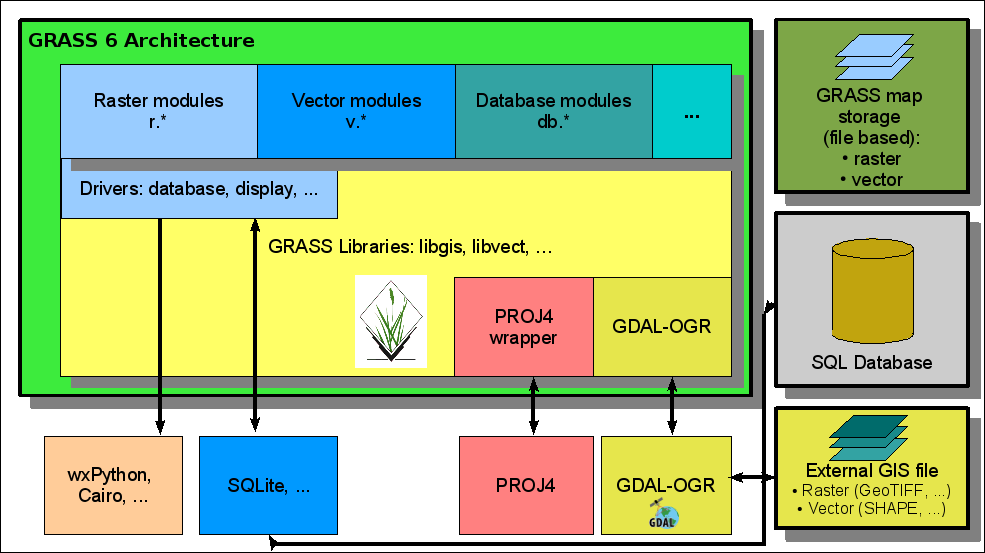 GRASS 6 Architecture
Raster modules
r.*
Vector modules
v.*
Database modules
db.*
...
Drivers: database, display, ...
GRASS Libraries: libgis, libvect, ...
PROJ4
wrapper
GDAL-OGR
wxPython,
Cairo, ...
SQLite, ...
PROJ4
GDAL-OGR
GDAL
GRASS map
storage
(file based):
• raster
• vector
SQL Database
External GIS file
• Raster (GeoTIFF, ...)
• Vector (SHAPE, ...)